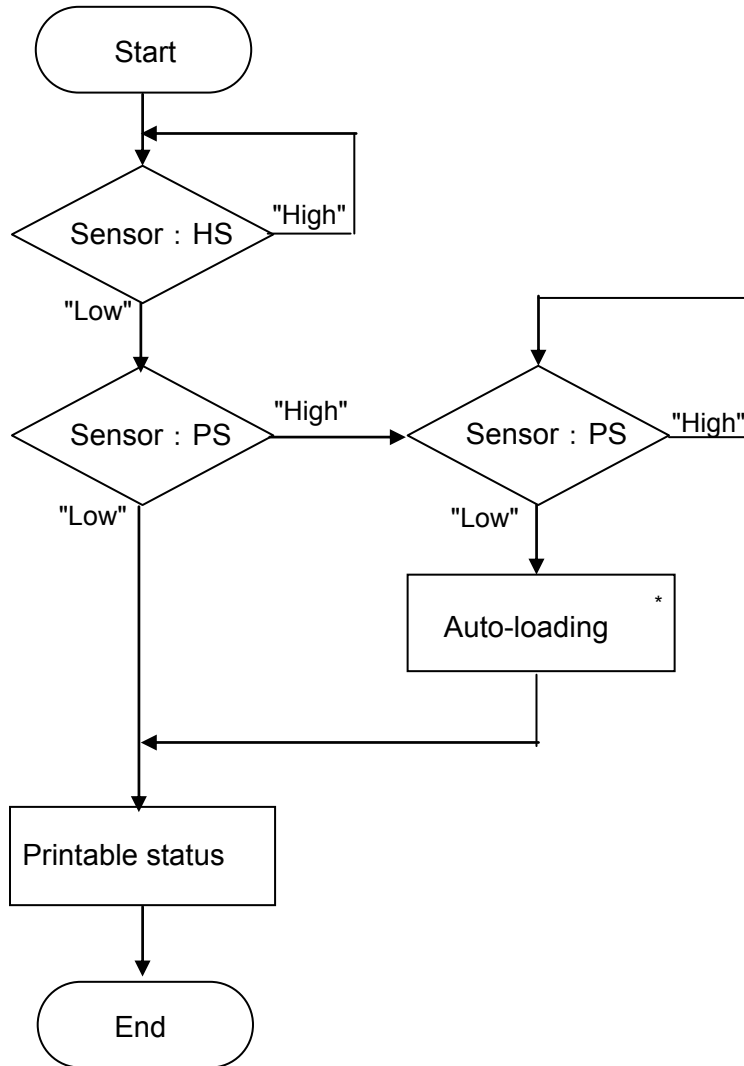 Start
Sensor : HS
"High"
"Low"
Sensor : PS
"High"
Sensor : PS
"High"
"Low"
"Low"
Auto-loading *
Printable status
End